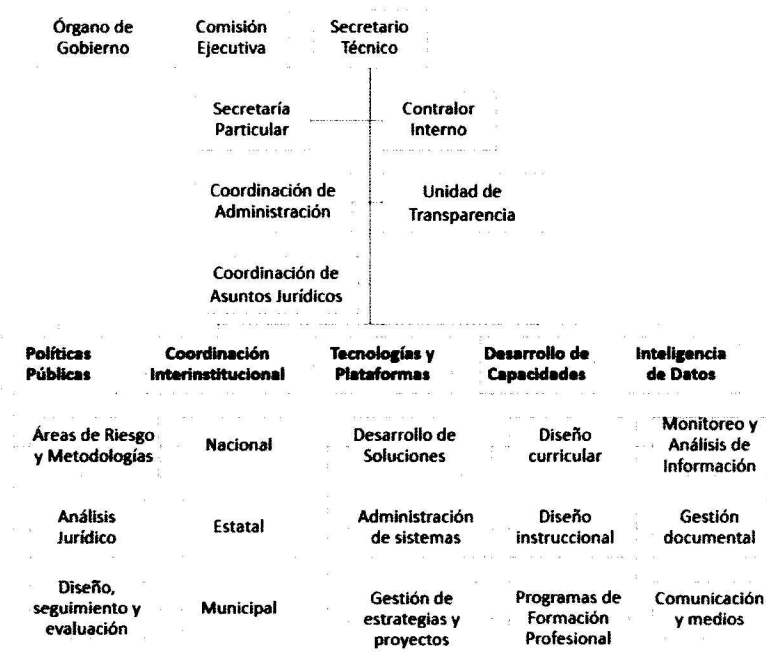 Órgano de
Gobierno
Comisión
Ejecutiva
Secretario
Técnico
Secretaría
Particular
Contralor
Interno
Coordinación de
Administración
Unidad de
Transparencia
Coordinación de
Asuntos Jurídicos
Políticas
Públicas
Coordinación
Interinstitucional
Tecnologías y
Plataformas
Desarrollo de
Capacidades
Inteligencia
de Datos
Áreas de Riesgo
y Metodologías
Nacional
Desarrollo de
Soluciones
Diseño
curricular
Monitoreo y
Análisis de
Información
Análisis
Jurídico
Estatal
Administración
de sistemas
Diseño
instruccional
Gestión
documental
Diseño,
seguimiento y
evaluación
Municipal
Gestión de
estrategias y
proyectos
Programas de
Formación
Profesional
Comunicación
y medios